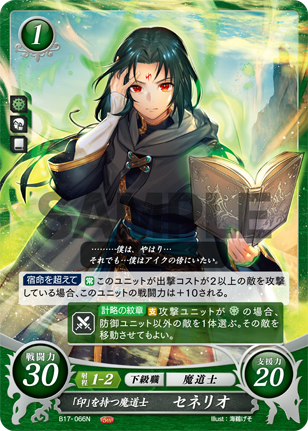 1
SAMPLE
………僕は、やはり…
それでも…僕はアイクの傍にいたい。
宿命を超えて 常 このユニットが出撃コストが2以上の敵を攻撃
している場合、このユニットの戦闘力は+10される。
計略の紋章 支 攻撃ユニットが の場合、
防御ユニット以外の敵を1体選ぶ。その敵
を移動させてもよい。
戦闘力 30
射程 1-2 下級職 魔道士
支援力 20
「印」を持つ魔道士 セネリオ
B17-066N
Illust:海鵜げそ